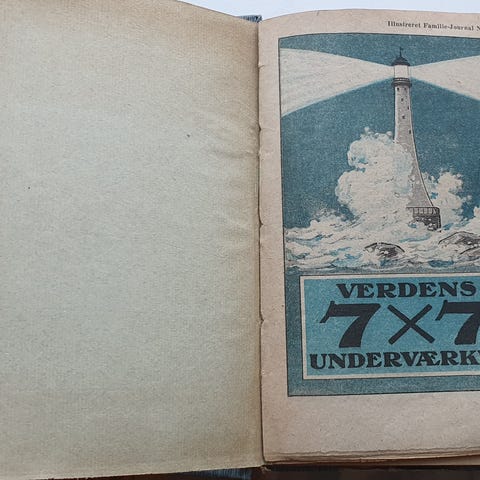 Illustreret Familie-Journal N
VERDENS
7×7
UNDERVÆRK